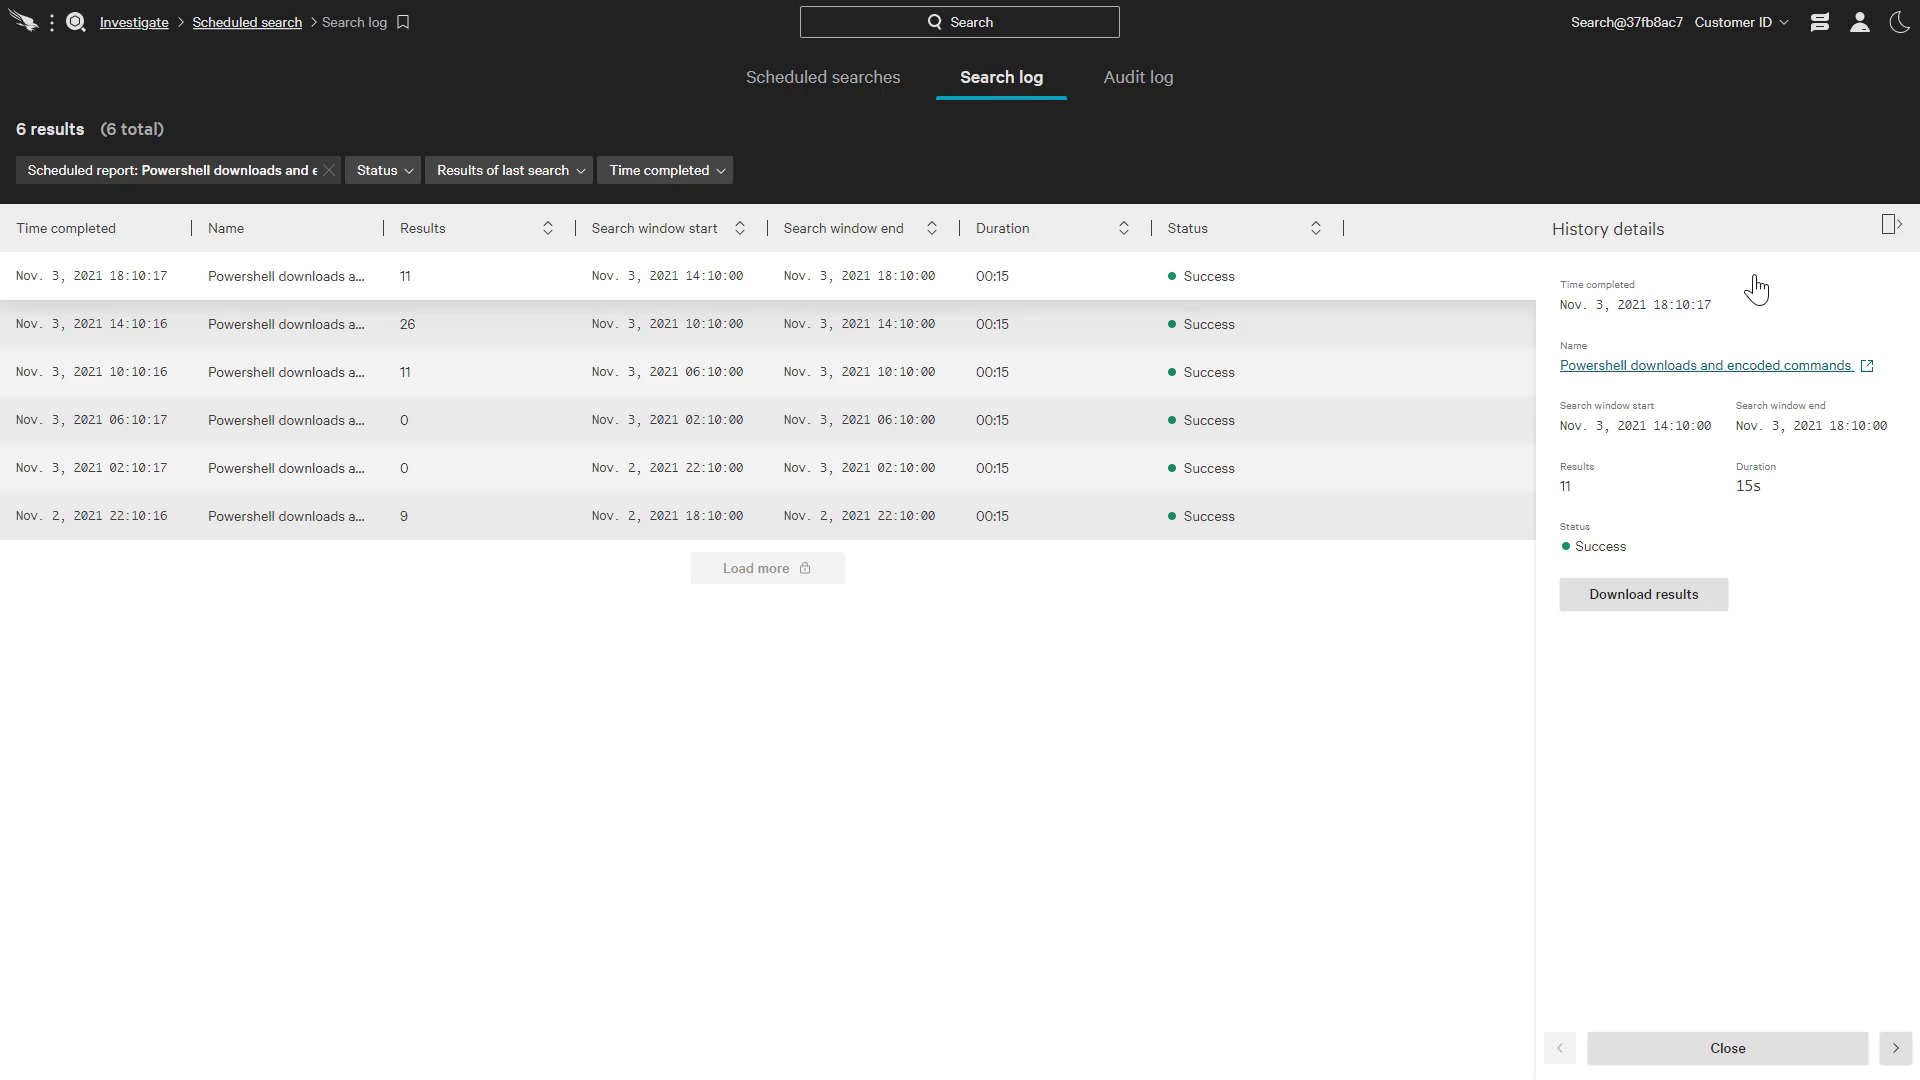 Investigate > Scheduled search > Search log
Search
Search@37fb8ac7 Customer ID
Scheduled searches Search log Audit log
6 results (6 total)
Scheduled report: Powershell downloads and e Status Results of last search Time completed
Time completed Name Results Search window start Search window end Duration Status
Nov. 3, 2021 18:10:17 Powershell downloads a... 11 Nov. 3, 2021 14:10:00 Nov. 3, 2021 18:10:00 00:15 Success
Nov. 3, 2021 14:10:16 Powershell downloads a... 26 Nov. 3, 2021 10:10:00 Nov. 3, 2021 14:10:00 00:15 Success
Nov. 3, 2021 10:10:16 Powershell downloads a... 11 Nov. 3, 2021 06:10:00 Nov. 3, 2021 10:10:00 00:15 Success
Nov. 3, 2021 06:10:17 Powershell downloads a... 0 Nov. 3, 2021 02:10:00 Nov. 3, 2021 06:10:00 00:15 Success
Nov. 3, 2021 02:10:17 Powershell downloads a... 0 Nov. 2, 2021 22:10:00 Nov. 3, 2021 02:10:00 00:15 Success
Nov. 2, 2021 22:10:16 Powershell downloads a... 9 Nov. 2, 2021 18:10:00 Nov. 2, 2021 22:10:00 00:15 Success
Load more
History details
Time completed
Nov. 3, 2021 18:10:17
Name
Powershell downloads and encoded commands
Search window start Search window end
Nov. 3, 2021 14:10:00 Nov. 3, 2021 18:10:00
Results Duration
11 15s
Status
Success
Download results
Close